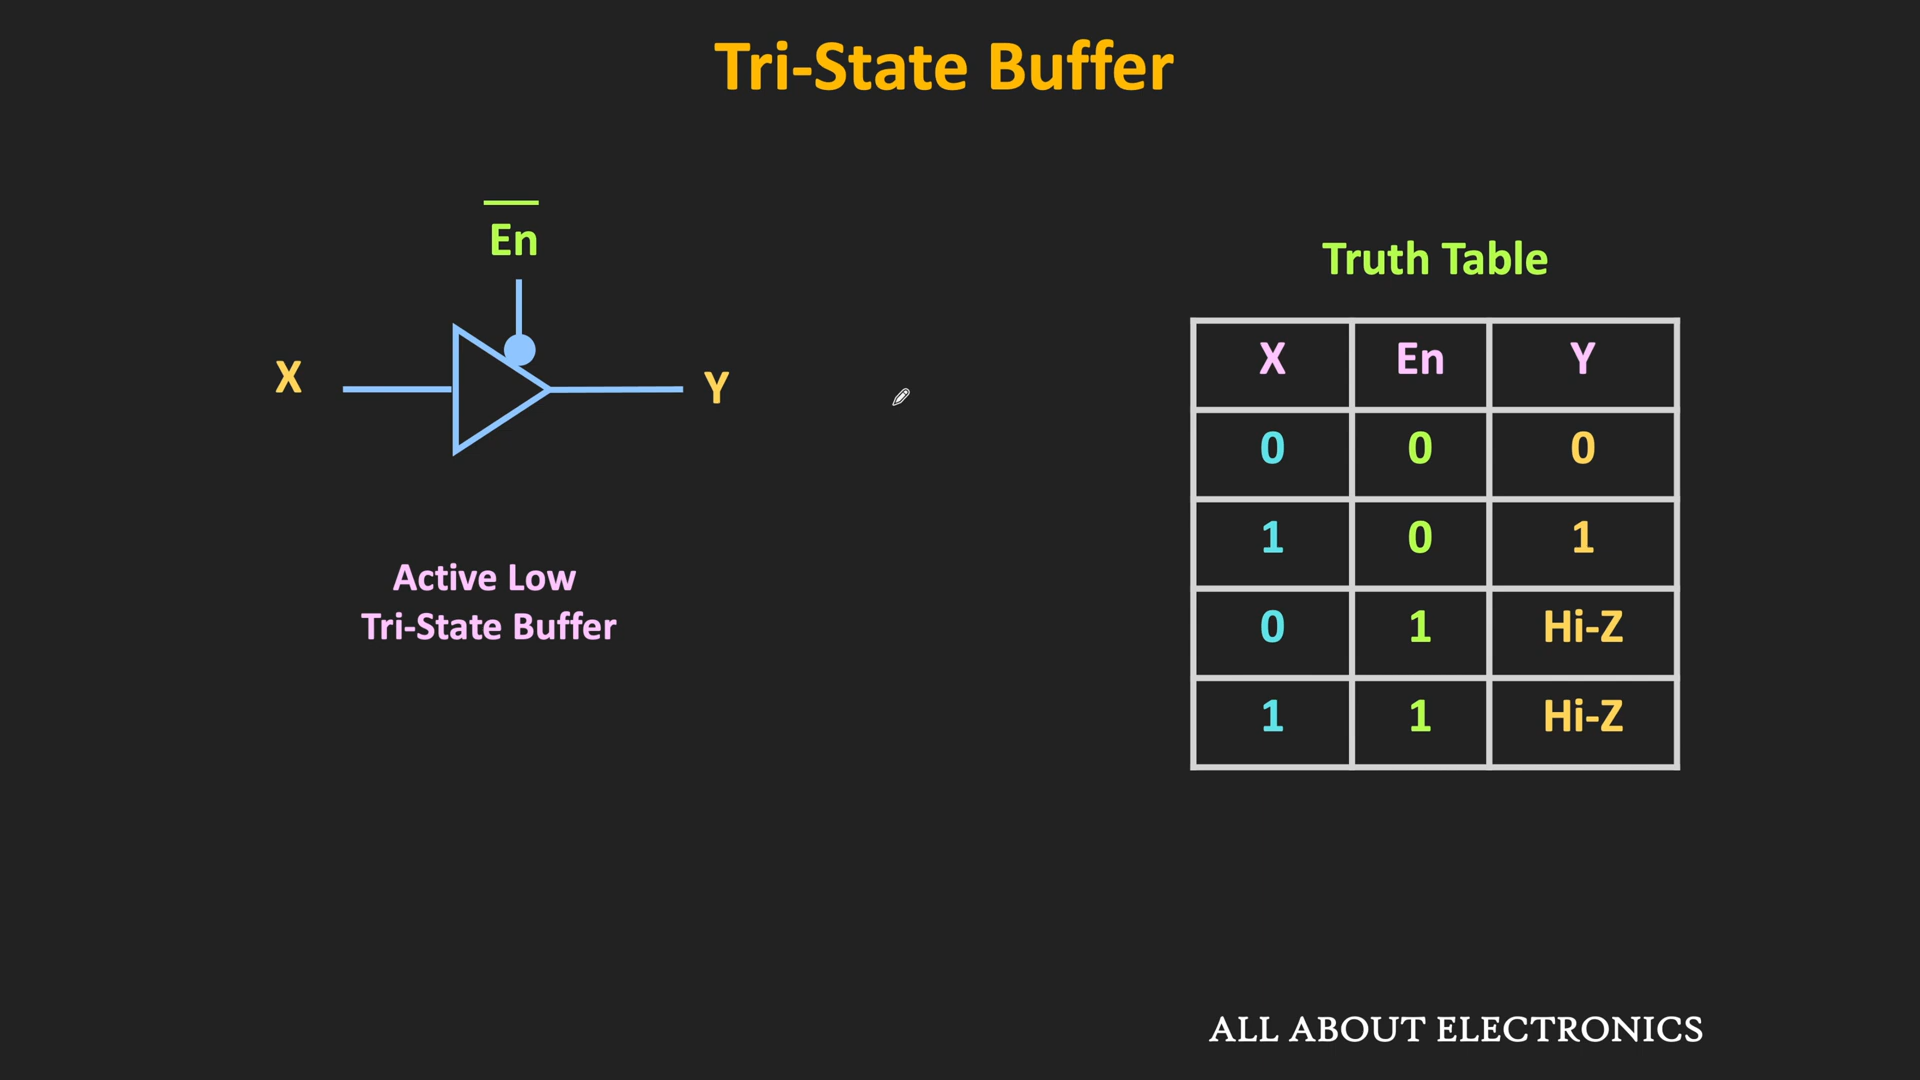 Tri-State Buffer
En
X
Y
Active Low
Tri-State Buffer
Truth Table
X En Y
0 0 0
1 0 1
0 1 Hi-Z
1 1 Hi-Z
ALL ABOUT ELECTRONICS